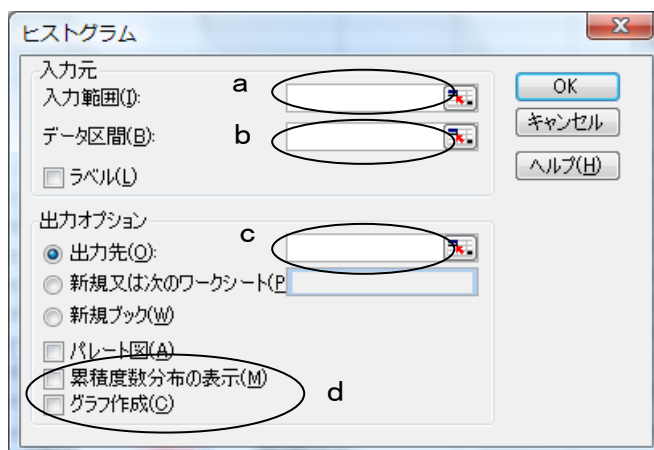 ヒストグラム
入力元
入力範囲(I):
a
OK
データ区間(B):
b
キャンセル
ラベル(L)
ヘルプ(H)
出力オプション
出力先(O):
c
新規又は次のワークシート(P
新規ブック(W)
パレート図(A)
累積度数分布の表示(M)
d
グラフ作成(C)